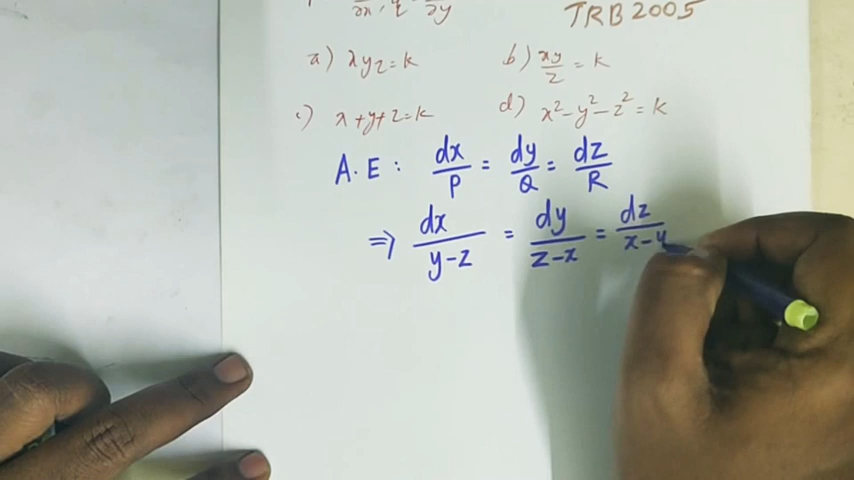 ∂x , q = ∂y
TRB 2005
a) xyz = k b) xy/z = k
c) x+y+z = k d) x²-y²-z² = k
A.E : dx/P = dy/Q = dz/R
⇒ dx/y-z = dy/z-x = dz/x-y